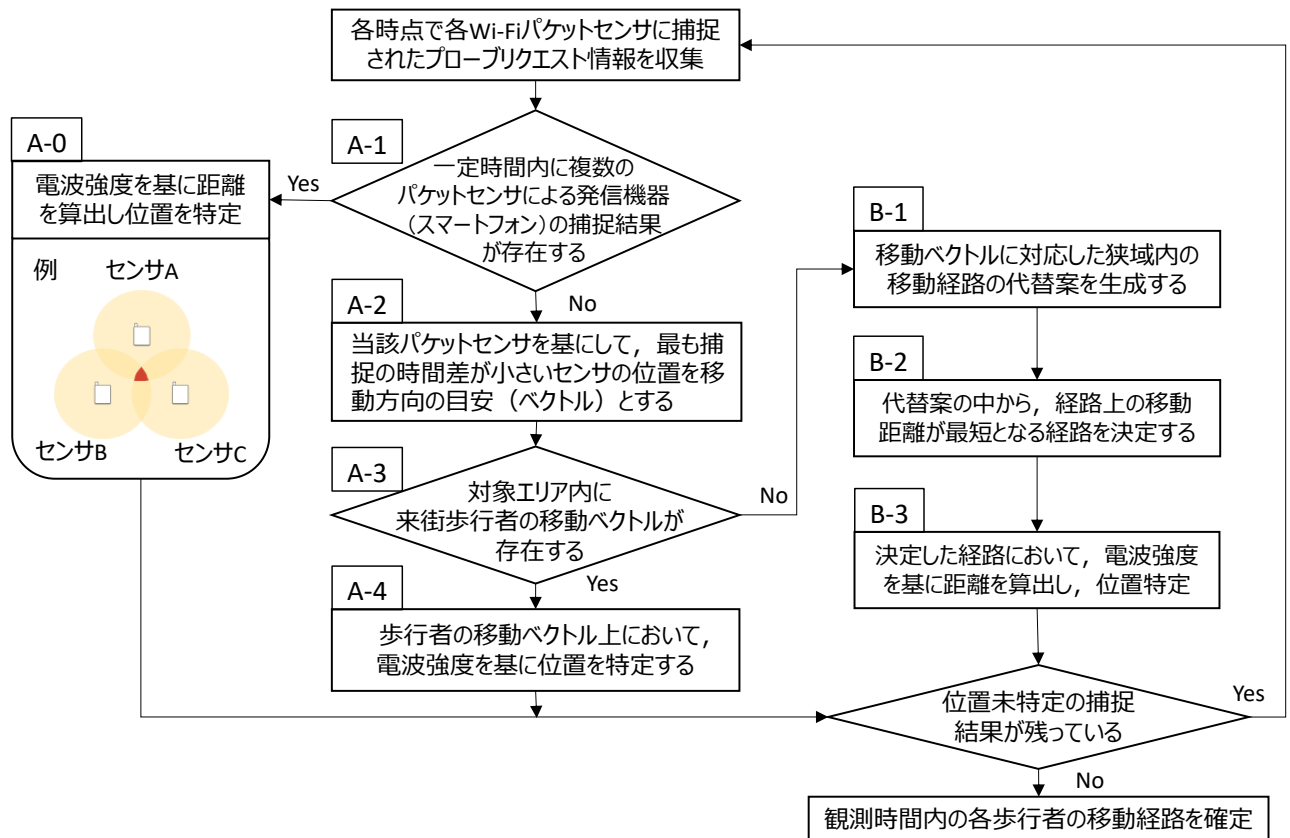 各時点で各Wi-Fiパケットセンサに捕捉
されたプローブリクエスト情報を収集
A-0
電波強度を基に距離
を算出し位置を特定
例
センサA
センサB
センサC
A-1
一定時間内に複数の
パケットセンサによる発信機器
(スマートフォン)の捕捉結果
が存在する
Yes
No
A-2
当該パケットセンサを基にして，最も捕
捉の時間差が小さいセンサの位置を移
動方向の目安（ベクトル）とする
A-3
対象エリア内に
来街歩行者の移動ベクトルが
存在する
No
Yes
A-4
歩行者の移動ベクトル上において，
電波強度を基に位置を特定する
B-1
移動ベクトルに対応した狭域内の
移動経路の代替案を生成する
B-2
代替案の中から，経路上の移動
距離が最短となる経路を決定する
B-3
決定した経路において，電波強度
を基に距離を算出し，位置特定
位置未特定の捕捉
結果が残っている
Yes
No
観測時間内の各歩行者の移動経路を確定